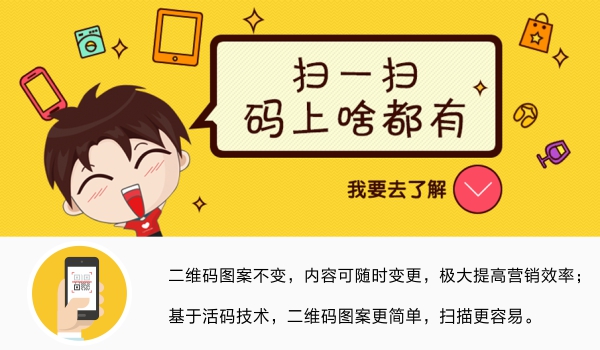 扫一扫
码上啥都有
我要去了解
二维码图案不变，内容可随时变更，极大提高营销效率；
基于活码技术，二维码图案更简单，扫描更容易。